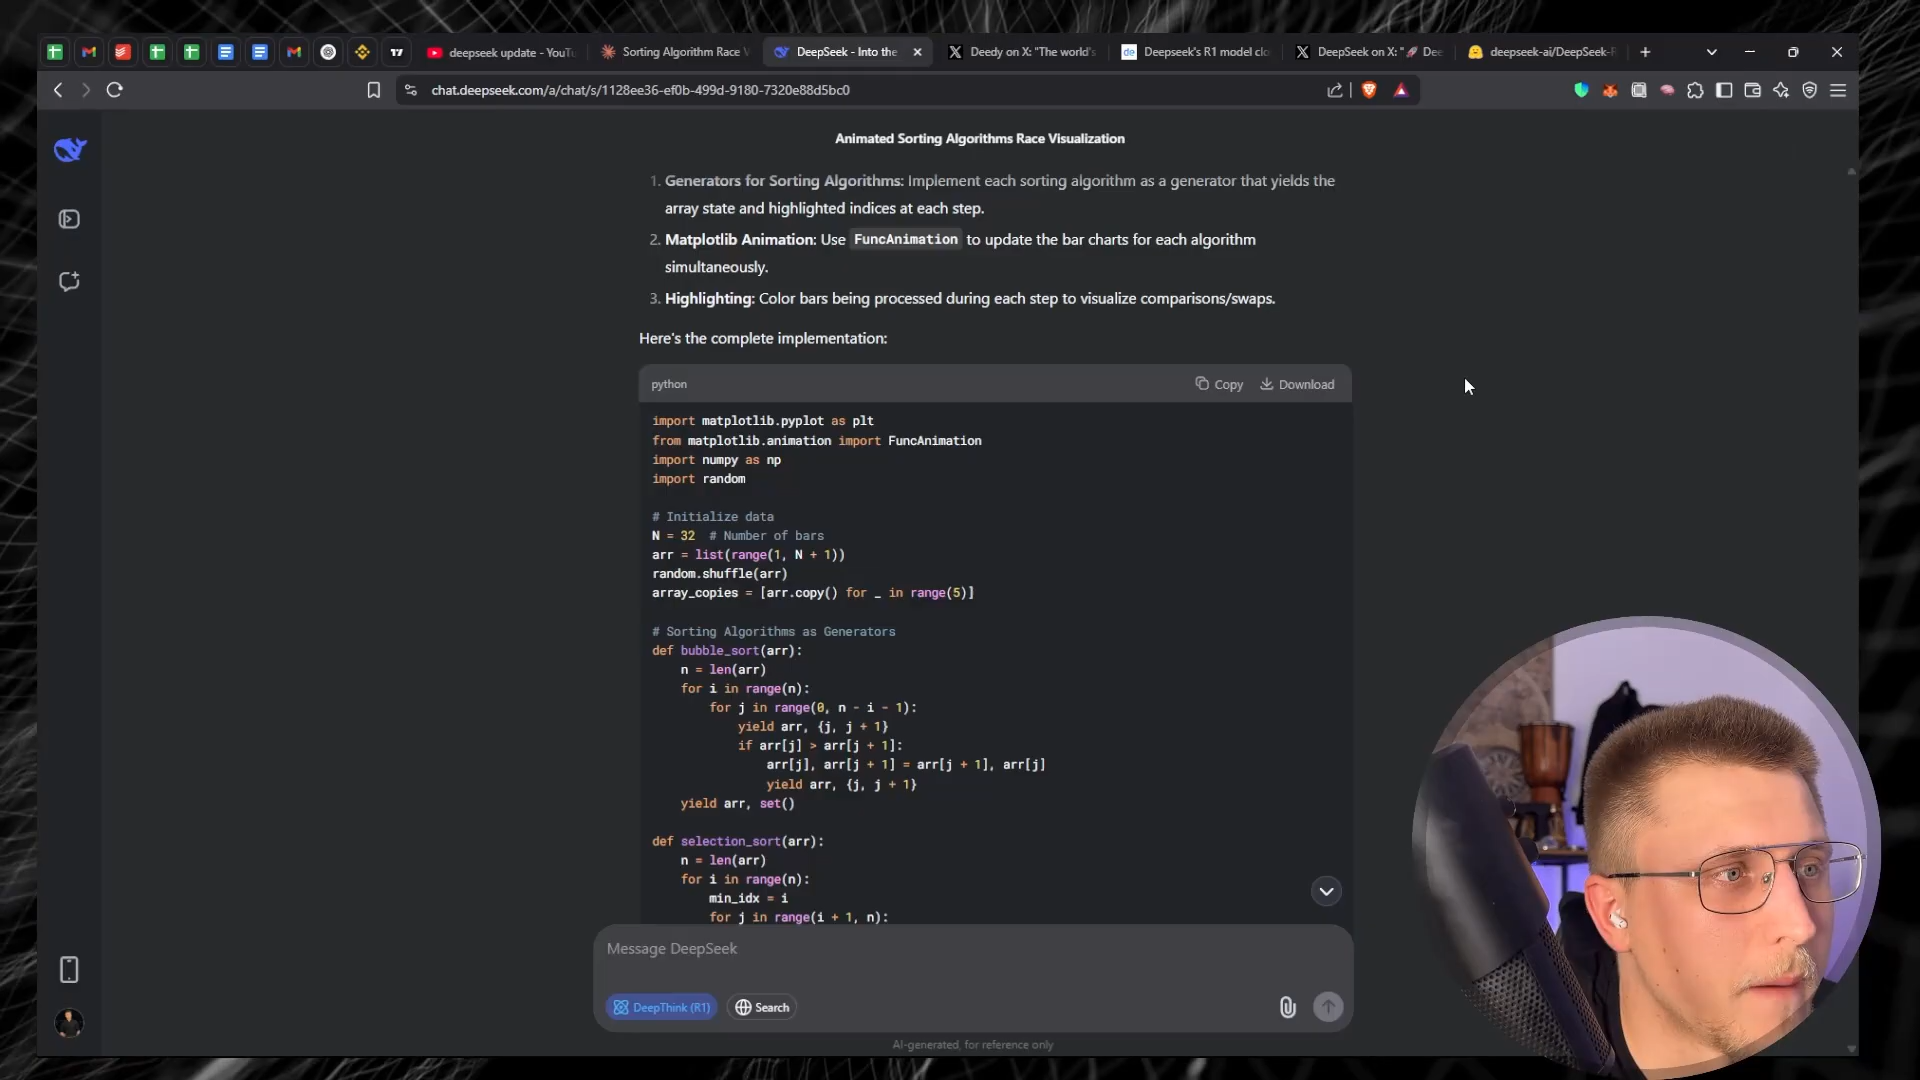 deepseek update - YouTu
Sorting Algorithm Race V
DeepSeek - Into the
Deedy on X: "The world's
Deepseek's R1 model clo
DeepSeek on X: "🚀 Dee
deepseek-ai/DeepSeek-R
chat.deepseek.com/a/chat/s/1128ee36-ef0b-499d-9180-7320e88d5bc0
Animated Sorting Algorithms Race Visualization
1. Generators for Sorting Algorithms: Implement each sorting algorithm as a generator that yields the
array state and highlighted indices at each step.
2. Matplotlib Animation: Use FuncAnimation to update the bar charts for each algorithm
simultaneously.
3. Highlighting: Color bars being processed during each step to visualize comparisons/swaps.
Here's the complete implementation:
python
Copy
Download
import matplotlib.pyplot as plt
from matplotlib.animation import FuncAnimation
import numpy as np
import random
# Initialize data
N = 32  # Number of bars
arr = list(range(1, N + 1))
random.shuffle(arr)
array_copies = [arr.copy() for _ in range(5)]
# Sorting Algorithms as Generators
def bubble_sort(arr):
    n = len(arr)
    for i in range(n):
        for j in range(0, n - i - 1):
            yield arr, {j, j + 1}
            if arr[j] > arr[j + 1]:
                arr[j], arr[j + 1] = arr[j + 1], arr[j]
                yield arr, {j, j + 1}
    yield arr, set()
def selection_sort(arr):
    n = len(arr)
    for i in range(n):
        min_idx = i
        for j in range(i + 1, n):
Message DeepSeek
DeepThink (R1)
Search
AI-generated, for reference only